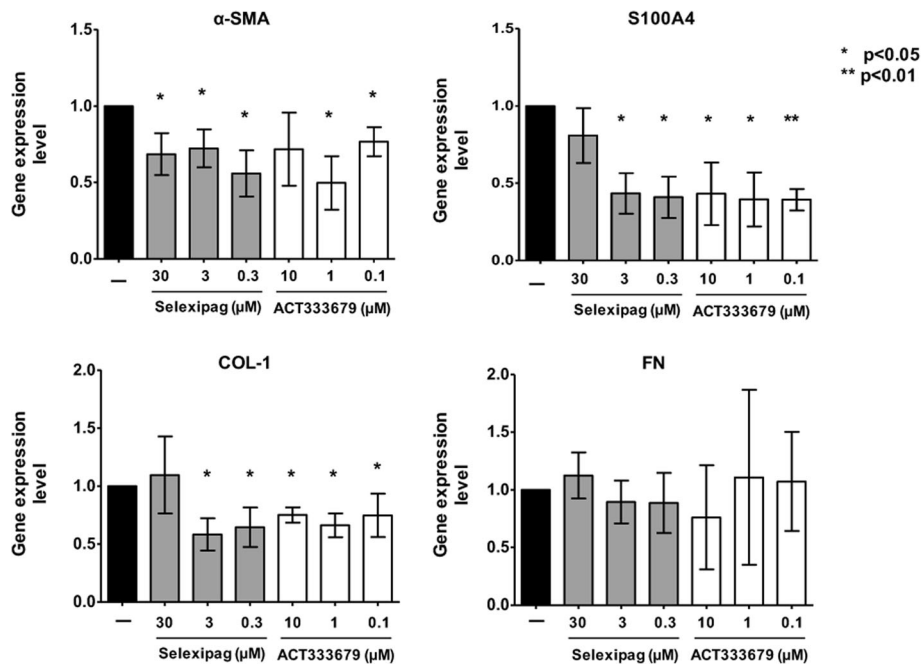 α-SMA
Gene expression
level
1.5
1.0
0.5
0.0
* * * * *
– 30 3 0.3 10 1 0.1
Selexipag (µM) ACT333679 (µM)
S100A4
Gene expression
level
1.5
1.0
0.5
0.0
* * * * **
– 30 3 0.3 10 1 0.1
Selexipag (µM) ACT333679 (µM)
* p<0.05
** p<0.01
COL-1
Gene expression
level
2.0
1.5
1.0
0.5
0.0
* * * * *
– 30 3 0.3 10 1 0.1
Selexipag (µM) ACT333679 (µM)
FN
Gene expression
level
2.0
1.5
1.0
0.5
0.0
– 30 3 0.3 10 1 0.1
Selexipag (µM) ACT333679 (µM)